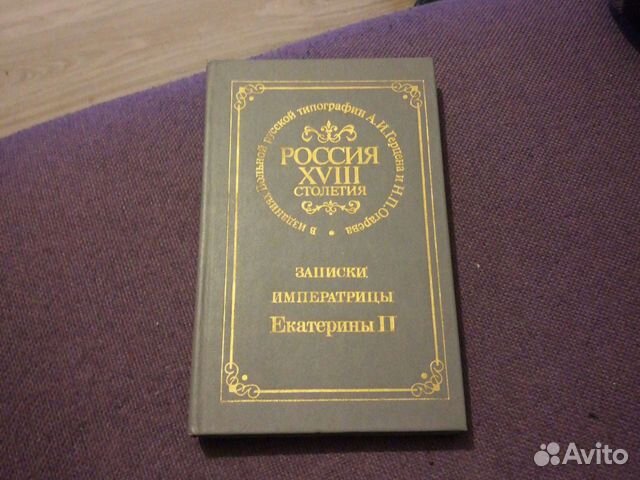 в изданиях Вольной русской типографии А.И.Герцена и Н.П.Огарева
РОССИЯ
XVIII
СТОЛЕТИЯ
ЗАПИСКИ
ИМПЕРАТРИЦЫ
Екатерины II
Avito